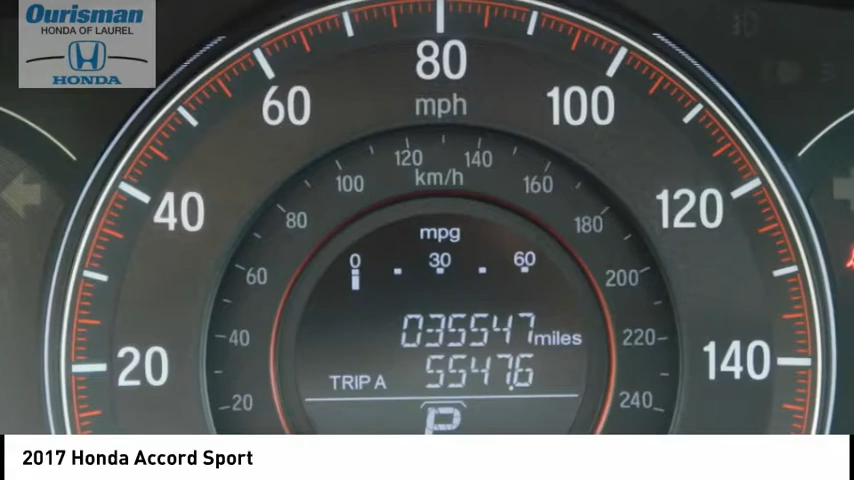 Ourisman
HONDA OF LAUREL
HONDA
80
mph
60
100
120 140
km/h
100
160
40
80
180
120
mpg
0 30 60
60
200
035547 miles
40
220
20
TRIP A 5547.6
140
20
240
P
2017 Honda Accord Sport